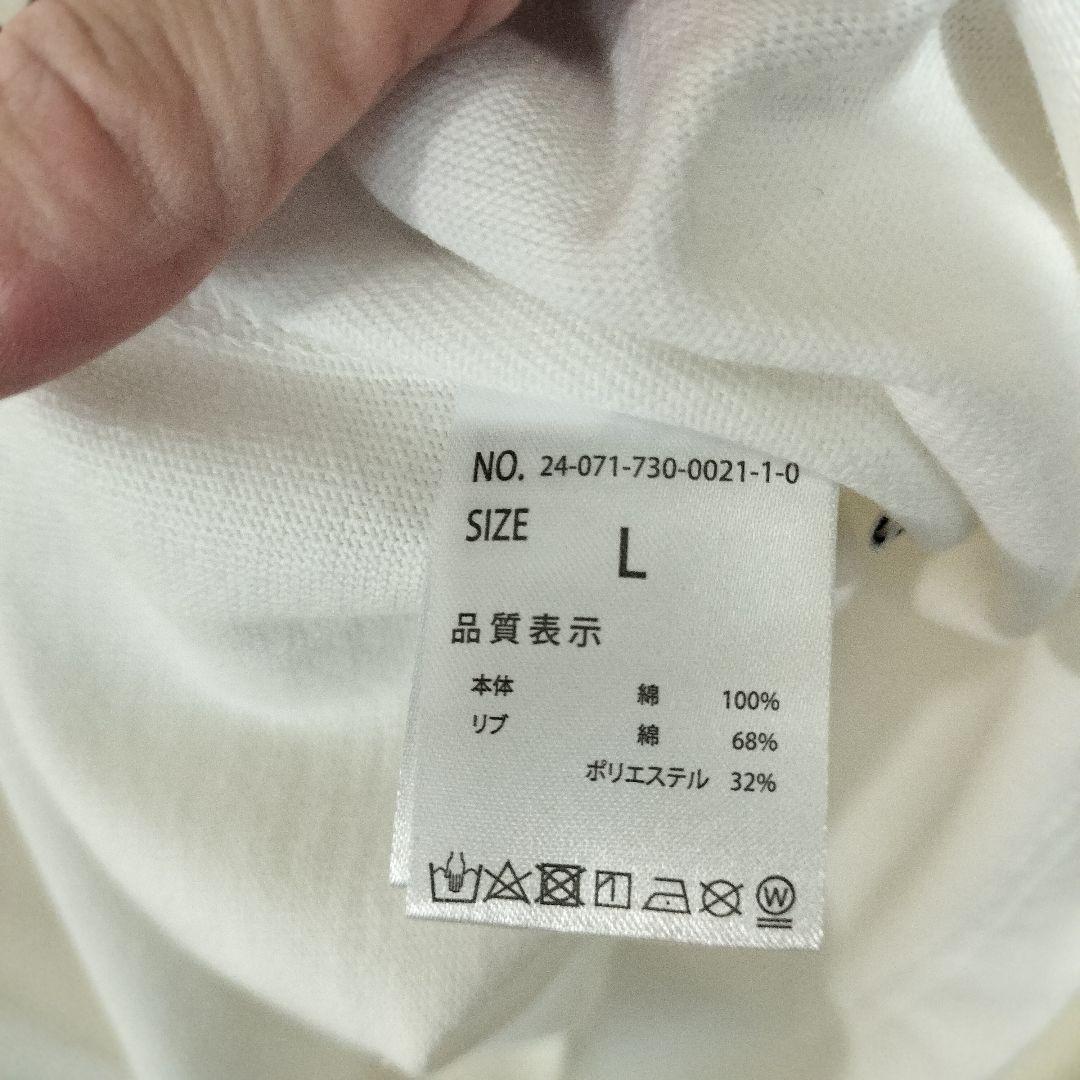 NO. 24-071-730-0021-1-0
SIZE L
品質表示
本体 綿 100%
リブ 綿 68%
ポリエステル 32%
W